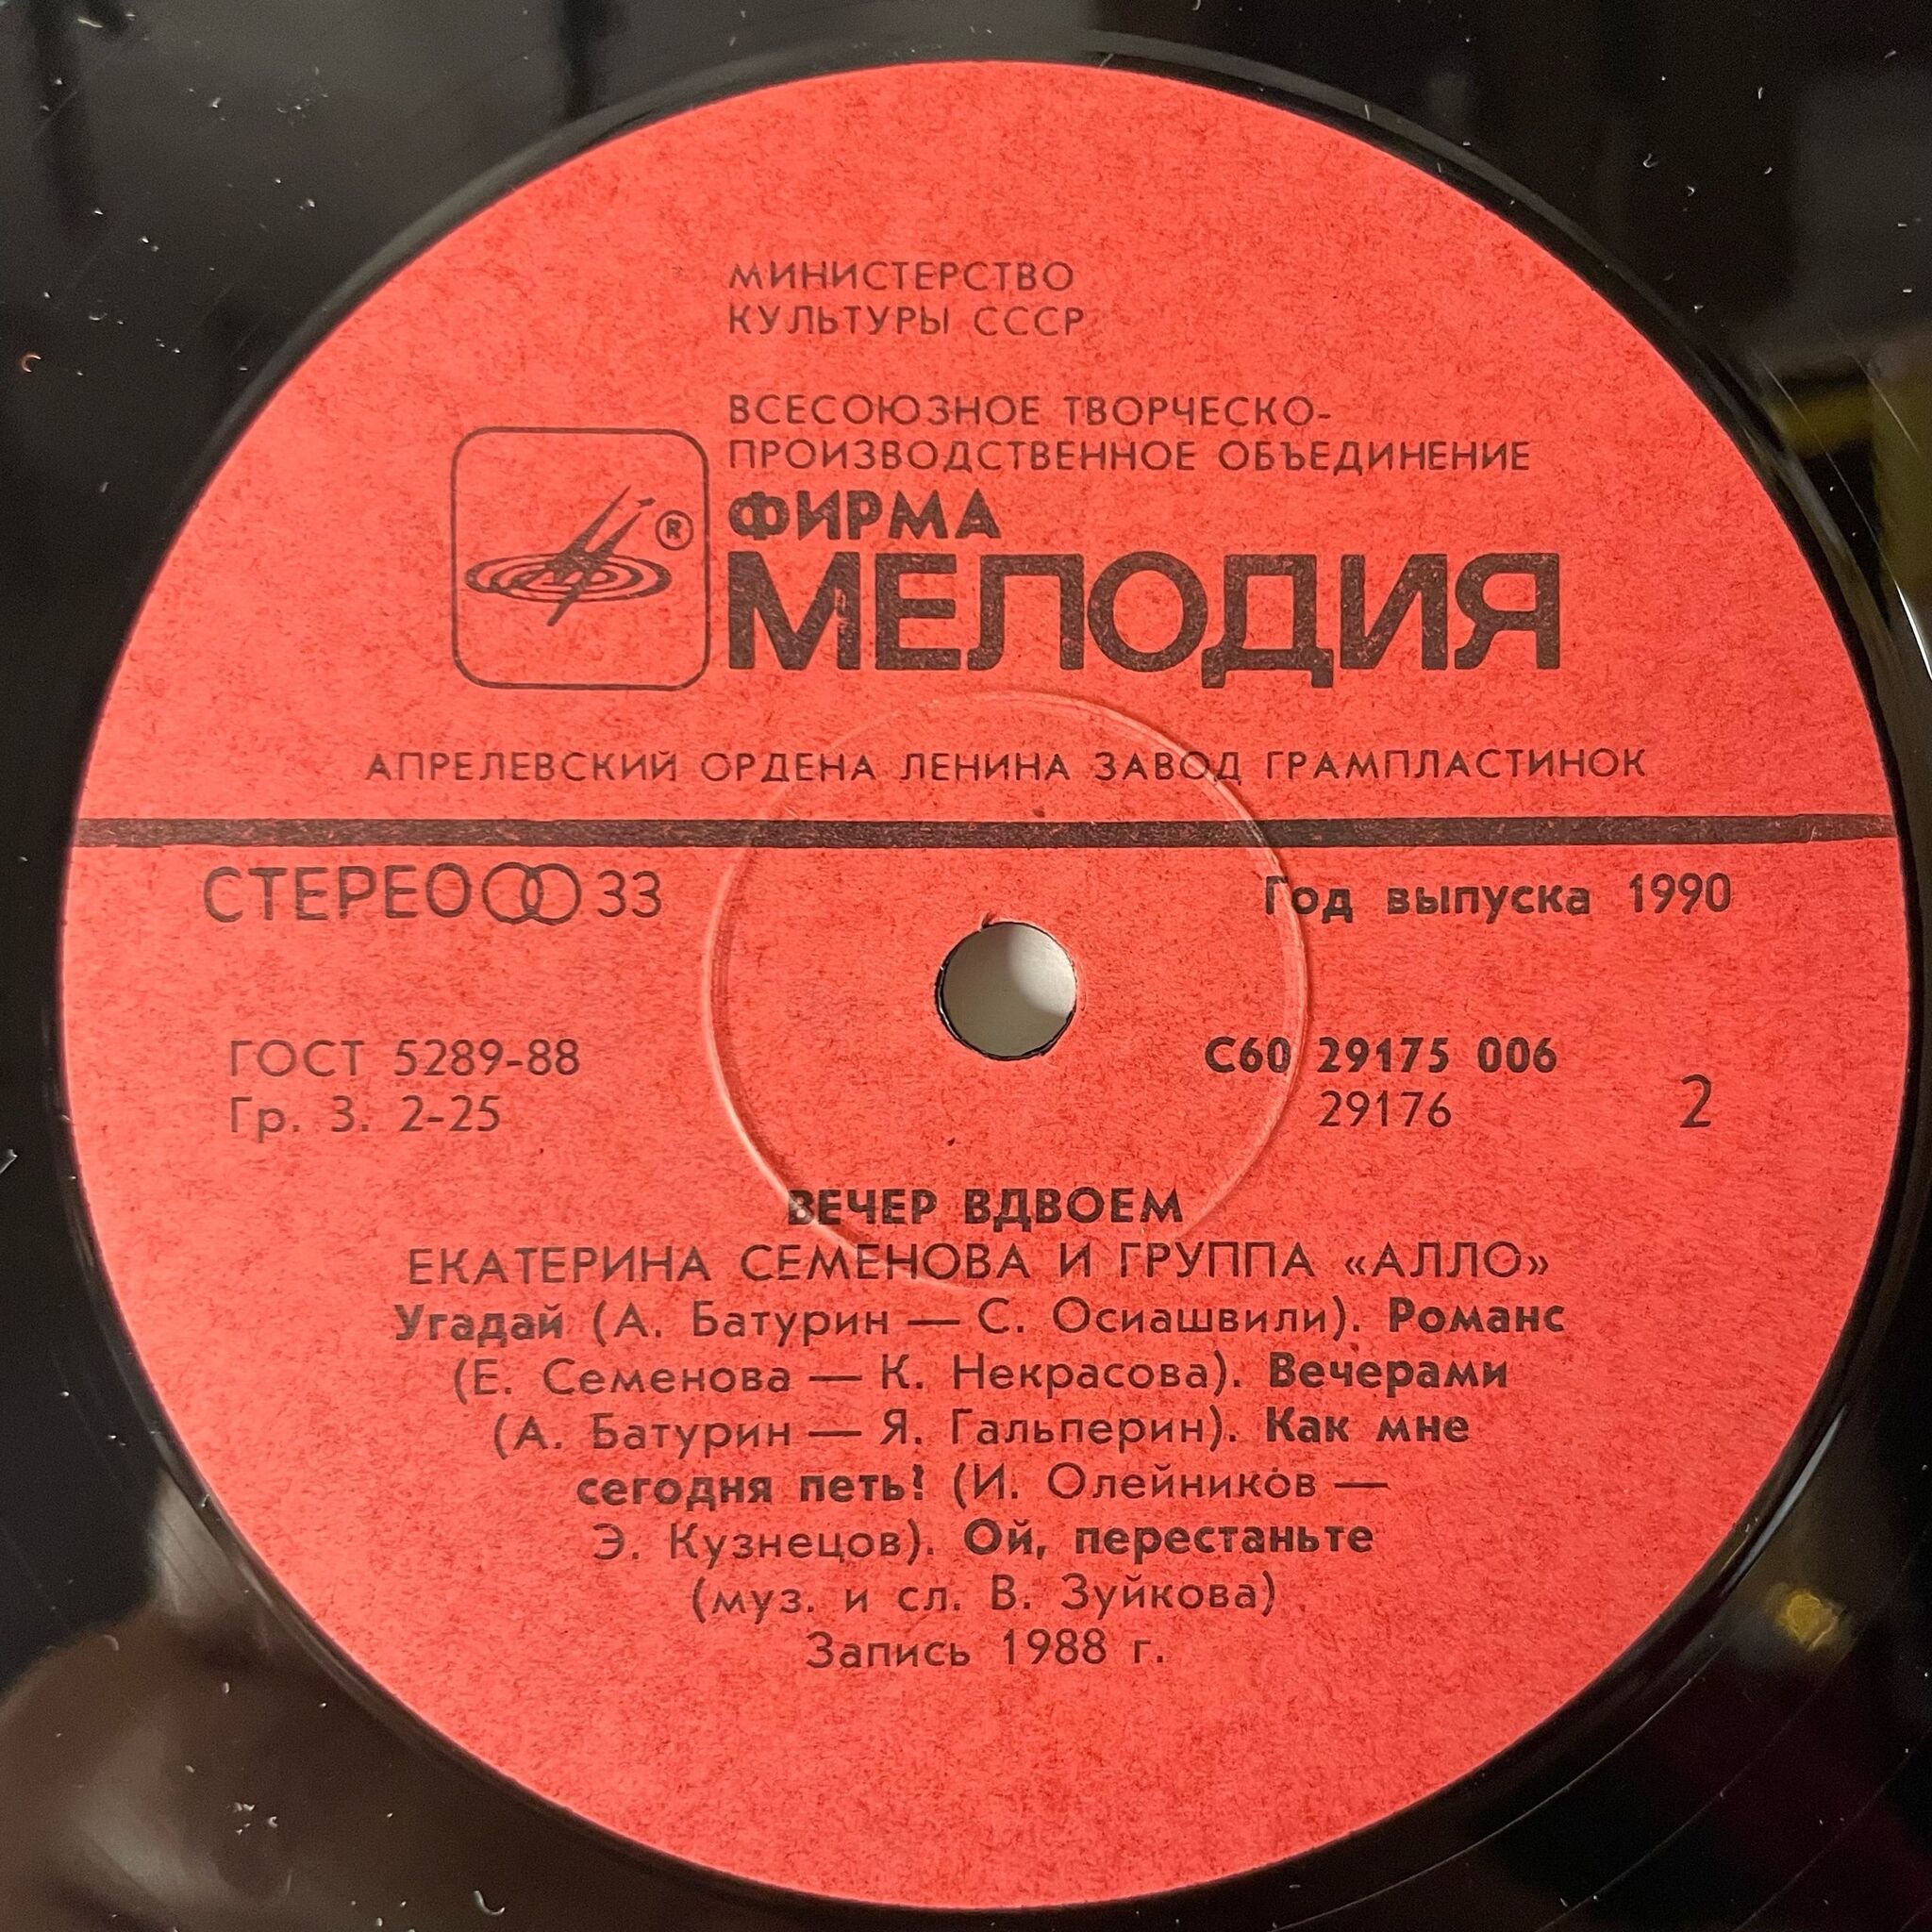 МИНИСТЕРСТВО
КУЛЬТУРЫ СССР
ВСЕСОЮЗНОЕ ТВОРЧЕСКО-
ПРОИЗВОДСТВЕННОЕ ОБЪЕДИНЕНИЕ
ФИРМА
®
МЕЛОДИЯ
АПРЕЛЕВСКИЙ ОРДЕНА ЛЕНИНА ЗАВОД ГРАМПЛАСТИНОК
СТЕРЕО 33
Год выпуска 1990
ГОСТ 5289-88
Гр. 3. 2-25
С60 29175 006
29176
2
ВЕЧЕР ВДВОЕМ
ЕКАТЕРИНА СЕМЕНОВА И ГРУППА «АЛЛО»
Угадай (А. Батурин — С. Осиашвили). Романс
(Е. Семенова — К. Некрасова). Вечерами
(А. Батурин — Я. Гальперин). Как мне
сегодня петь! (И. Олейников —
Э. Кузнецов). Ой, перестаньте
(муз. и сл. В. Зуйкова)
Запись 1988 г.